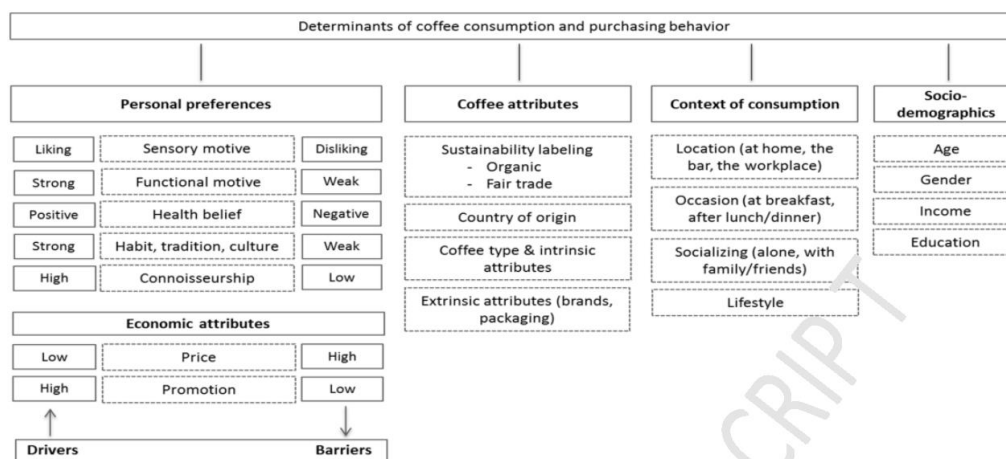 Determinants of coffee consumption and purchasing behavior
Personal preferences
Liking Sensory motive Disliking
Strong Functional motive Weak
Positive Health belief Negative
Strong Habit, tradition, culture Weak
High Connoisseurship Low
Economic attributes
Low Price High
High Promotion Low
Drivers Barriers
Coffee attributes
Sustainability labeling
- Organic
- Fair trade
Country of origin
Coffee type & intrinsic
attributes
Extrinsic attributes (brands,
packaging)
Context of consumption
Location (at home, the
bar, the workplace)
Occasion (at breakfast,
after lunch/dinner)
Socializing (alone, with
family/friends)
Lifestyle
Socio-
demographics
Age
Gender
Income
Education
CRIPT